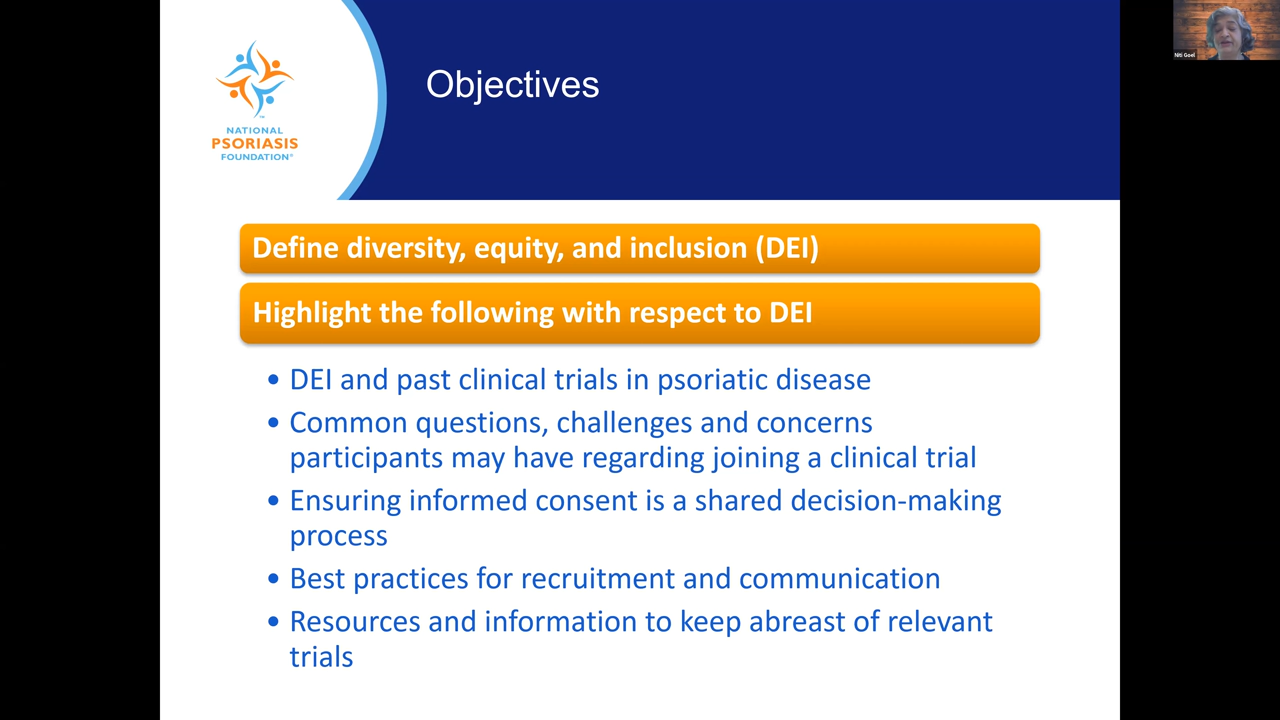 Niti Goel
Objectives
NATIONAL
PSORIASIS
FOUNDATION®
Define diversity, equity, and inclusion (DEI)
Highlight the following with respect to DEI
• DEI and past clinical trials in psoriatic disease
• Common questions, challenges and concerns
participants may have regarding joining a clinical trial
• Ensuring informed consent is a shared decision-making
process
• Best practices for recruitment and communication
• Resources and information to keep abreast of relevant
trials